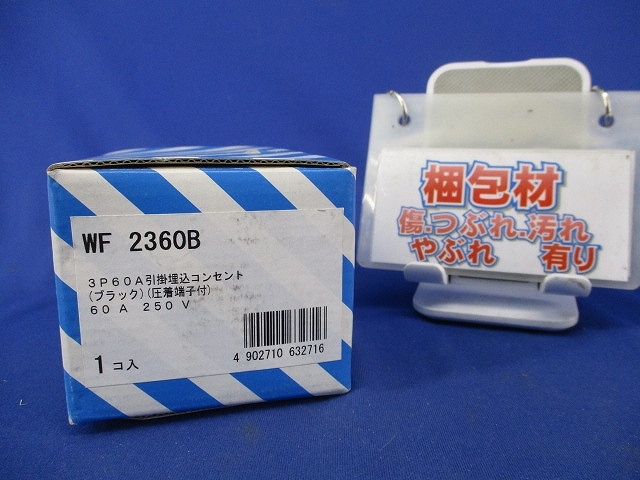 WF 2360B
3P60A引掛埋込コンセント
(ブラック)(圧着端子付)
60A 250V
1コ入
4 902710 632716
梱包材
傷.つぶれ.汚れ
やぶれ 有り